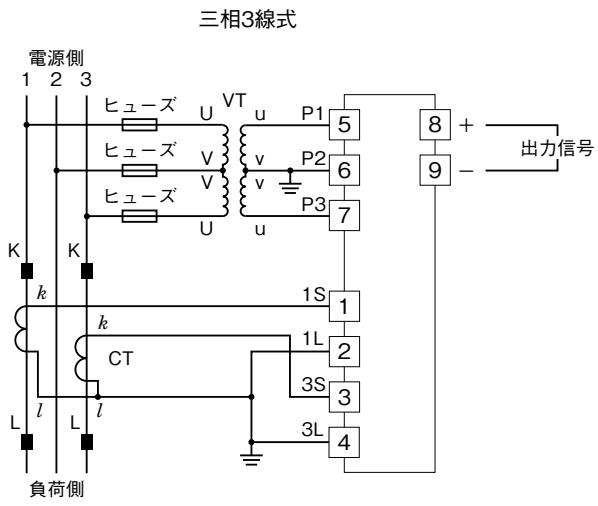 三相3線式
電源側
1 2 3
ヒューズ U VT u P1 5 8 +
ヒューズ V v P2 6 9 − 出力信号
V v
ヒューズ U u P3 7
K K
k 1S 1
k 1L 2
CT
3S 3
l l
L L 3L 4
負荷側